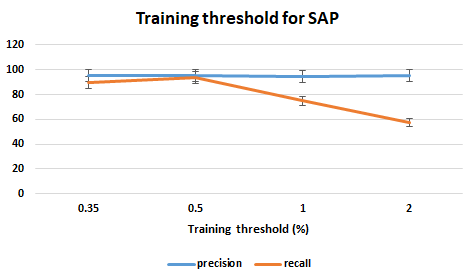 Training threshold for SAP
120
100
80
60
40
20
0
0.35 0.5 1 2
Training threshold (%)
precision recall